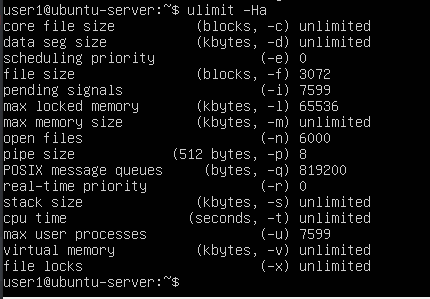 user1@ubuntu-server:~$ ulimit -Ha
core file size (blocks, -c) unlimited
data seg size (kbytes, -d) unlimited
scheduling priority (-e) 0
file size (blocks, -f) 3072
pending signals (-i) 7599
max locked memory (kbytes, -l) 65536
max memory size (kbytes, -m) unlimited
open files (-n) 6000
pipe size (512 bytes, -p) 8
POSIX message queues (bytes, -q) 819200
real-time priority (-r) 0
stack size (kbytes, -s) unlimited
cpu time (seconds, -t) unlimited
max user processes (-u) 7599
virtual memory (kbytes, -v) unlimited
file locks (-x) unlimited
user1@ubuntu-server:~$